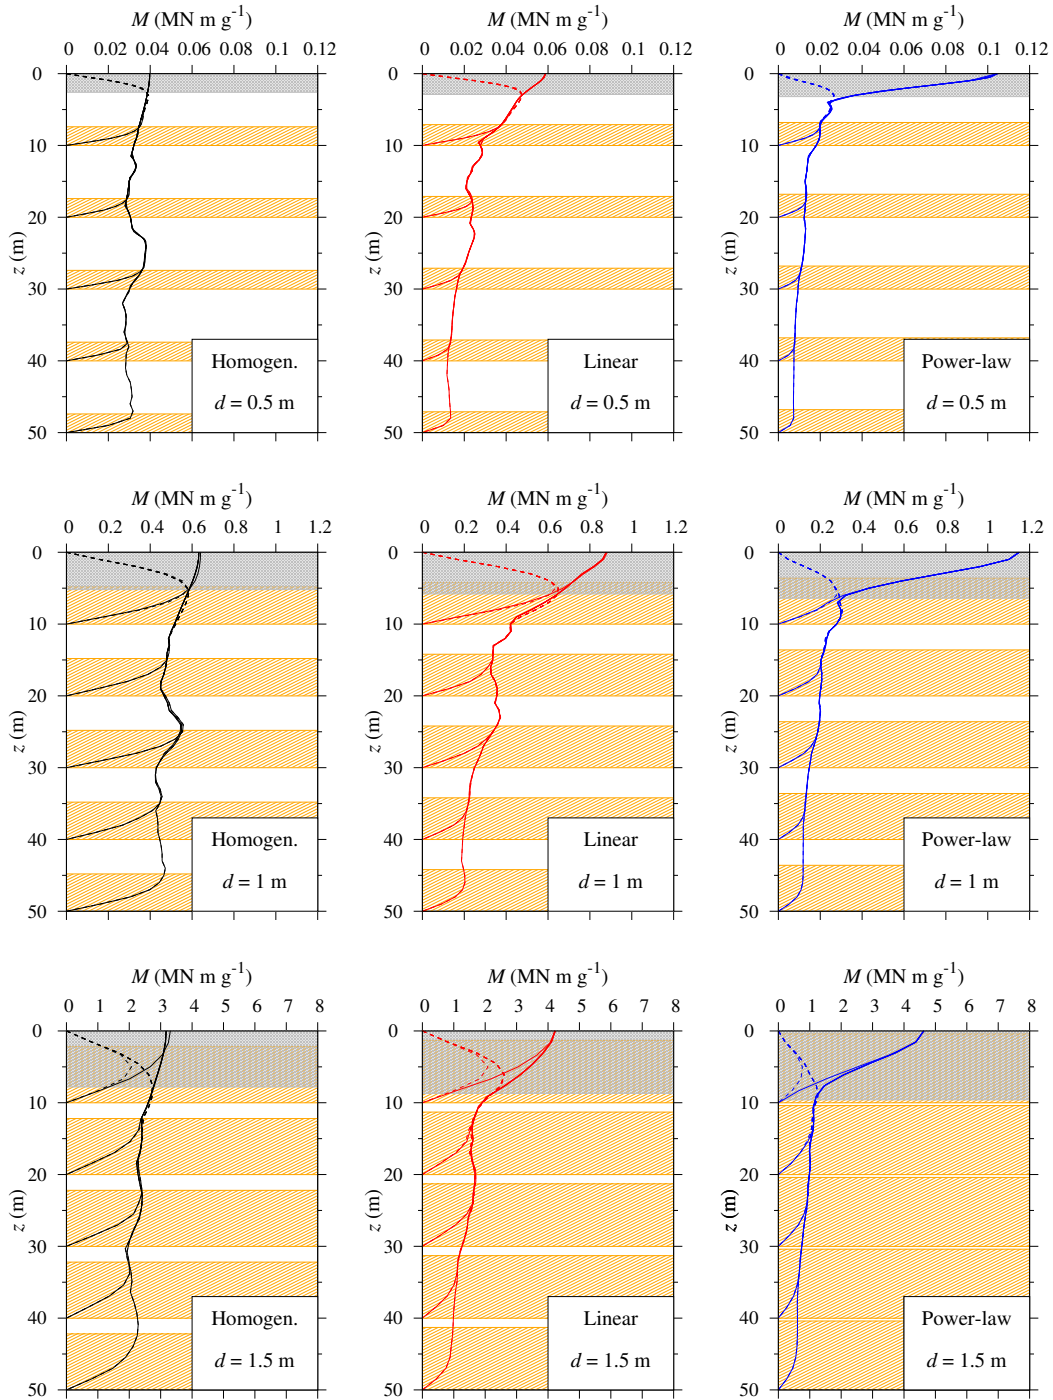 M (MN m g⁻¹) M (MN m g⁻¹) M (MN m g⁻¹)
0 0.02 0.04 0.06 0.08 0.1 0.12 0 0.02 0.04 0.06 0.08 0.1 0.12 0 0.02 0.04 0.06 0.08 0.1 0.12
0 0 0
10 10 10
20 20 20
z (m) z (m) z (m)
30 30 30
40 Homogen. 40 Linear 40 Power-law
d = 0.5 m d = 0.5 m d = 0.5 m
50 50 50
M (MN m g⁻¹) M (MN m g⁻¹) M (MN m g⁻¹)
0 0.2 0.4 0.6 0.8 1 1.2 0 0.2 0.4 0.6 0.8 1 1.2 0 0.2 0.4 0.6 0.8 1 1.2
0 0 0
10 10 10
20 20 20
z (m) z (m) z (m)
30 30 30
40 Homogen. 40 Linear 40 Power-law
d = 1 m d = 1 m d = 1 m
50 50 50
M (MN m g⁻¹) M (MN m g⁻¹) M (MN m g⁻¹)
0 1 2 3 4 5 6 7 8 0 1 2 3 4 5 6 7 8 0 1 2 3 4 5 6 7 8
0 0 0
10 10 10
20 20 20
z (m) z (m) z (m)
30 30 30
40 Homogen. 40 Linear 40 Power-law
d = 1.5 m d = 1.5 m d = 1.5 m
50 50 50